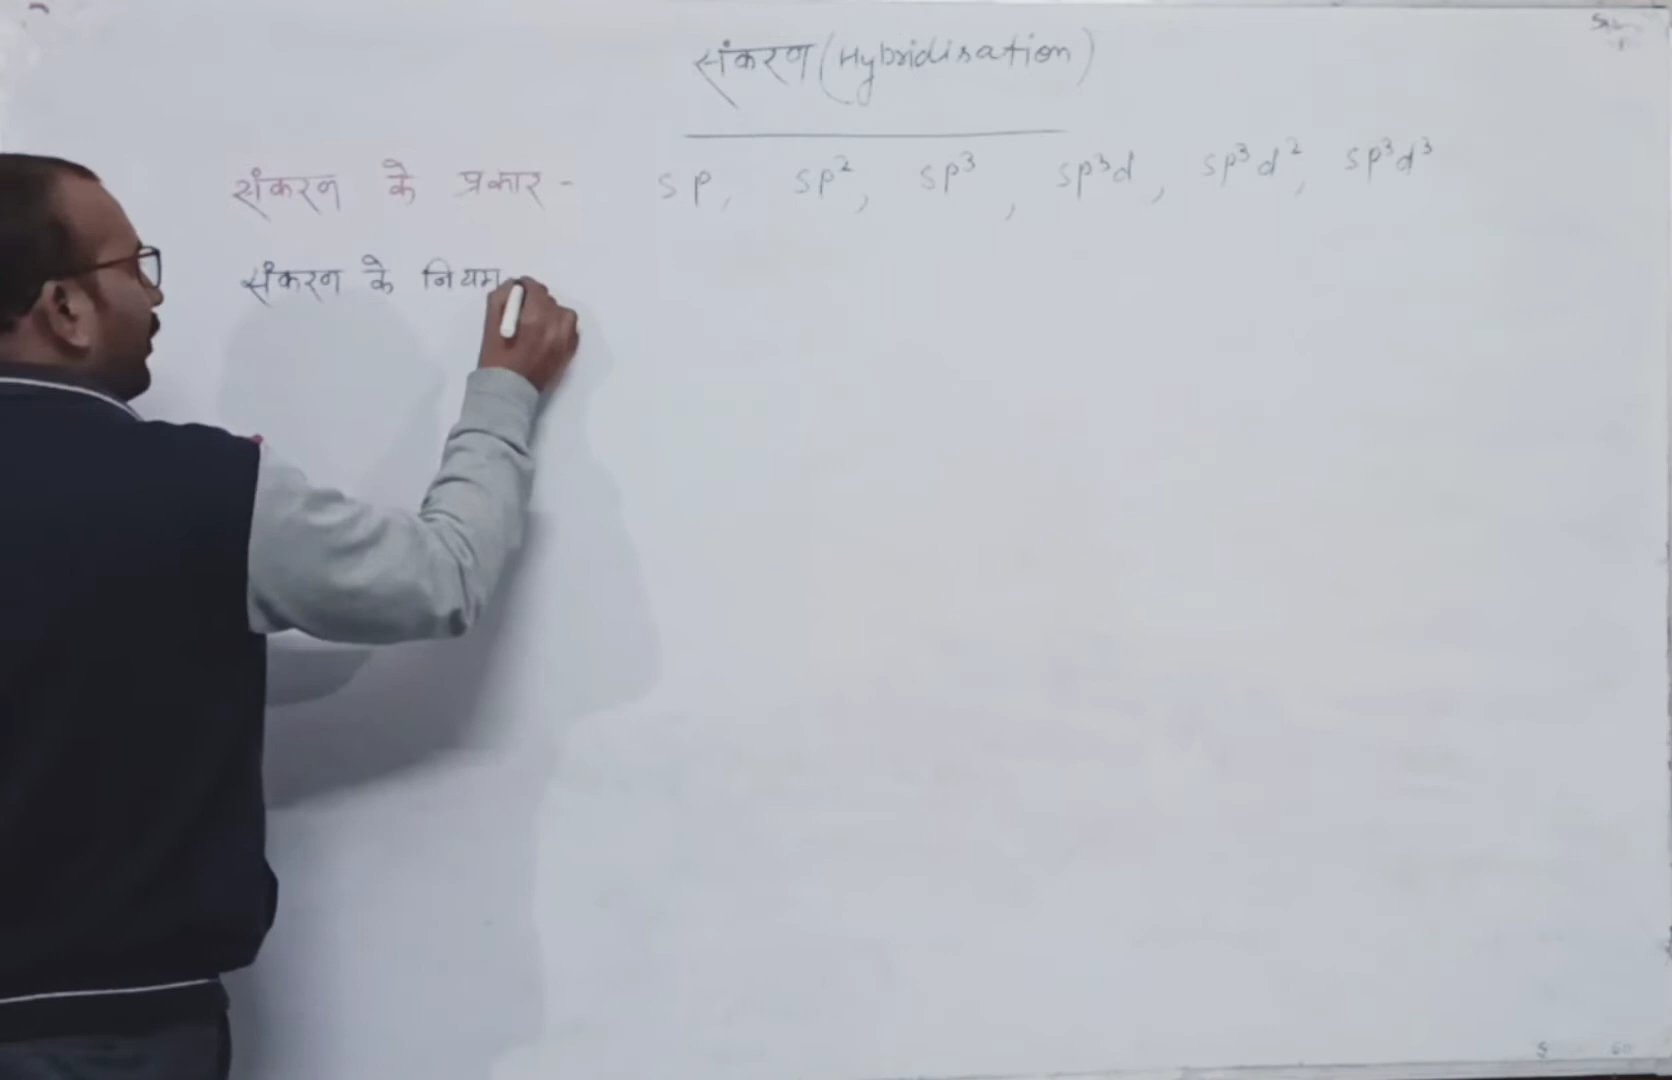 संकरण (Hybridisation)
संकरण के प्रकार - sp, sp², sp³, sp³d, sp³d², sp³d³
संकरण के नियम